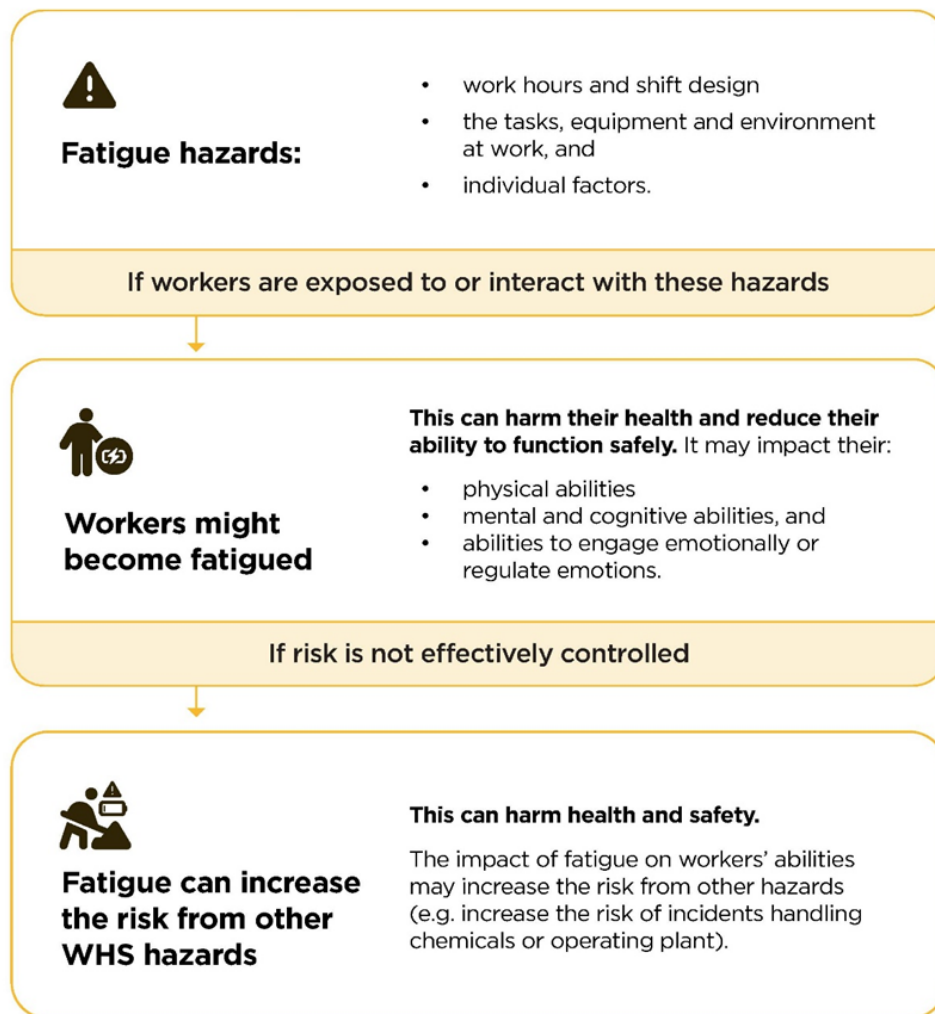 Fatigue hazards:
• work hours and shift design
• the tasks, equipment and environment
at work, and
• individual factors.
If workers are exposed to or interact with these hazards
Workers might
become fatigued
This can harm their health and reduce their
ability to function safely. It may impact their:
• physical abilities
• mental and cognitive abilities, and
• abilities to engage emotionally or
regulate emotions.
If risk is not effectively controlled
Fatigue can increase
the risk from other
WHS hazards
This can harm health and safety.
The impact of fatigue on workers’ abilities
may increase the risk from other hazards
(e.g. increase the risk of incidents handling
chemicals or operating plant).